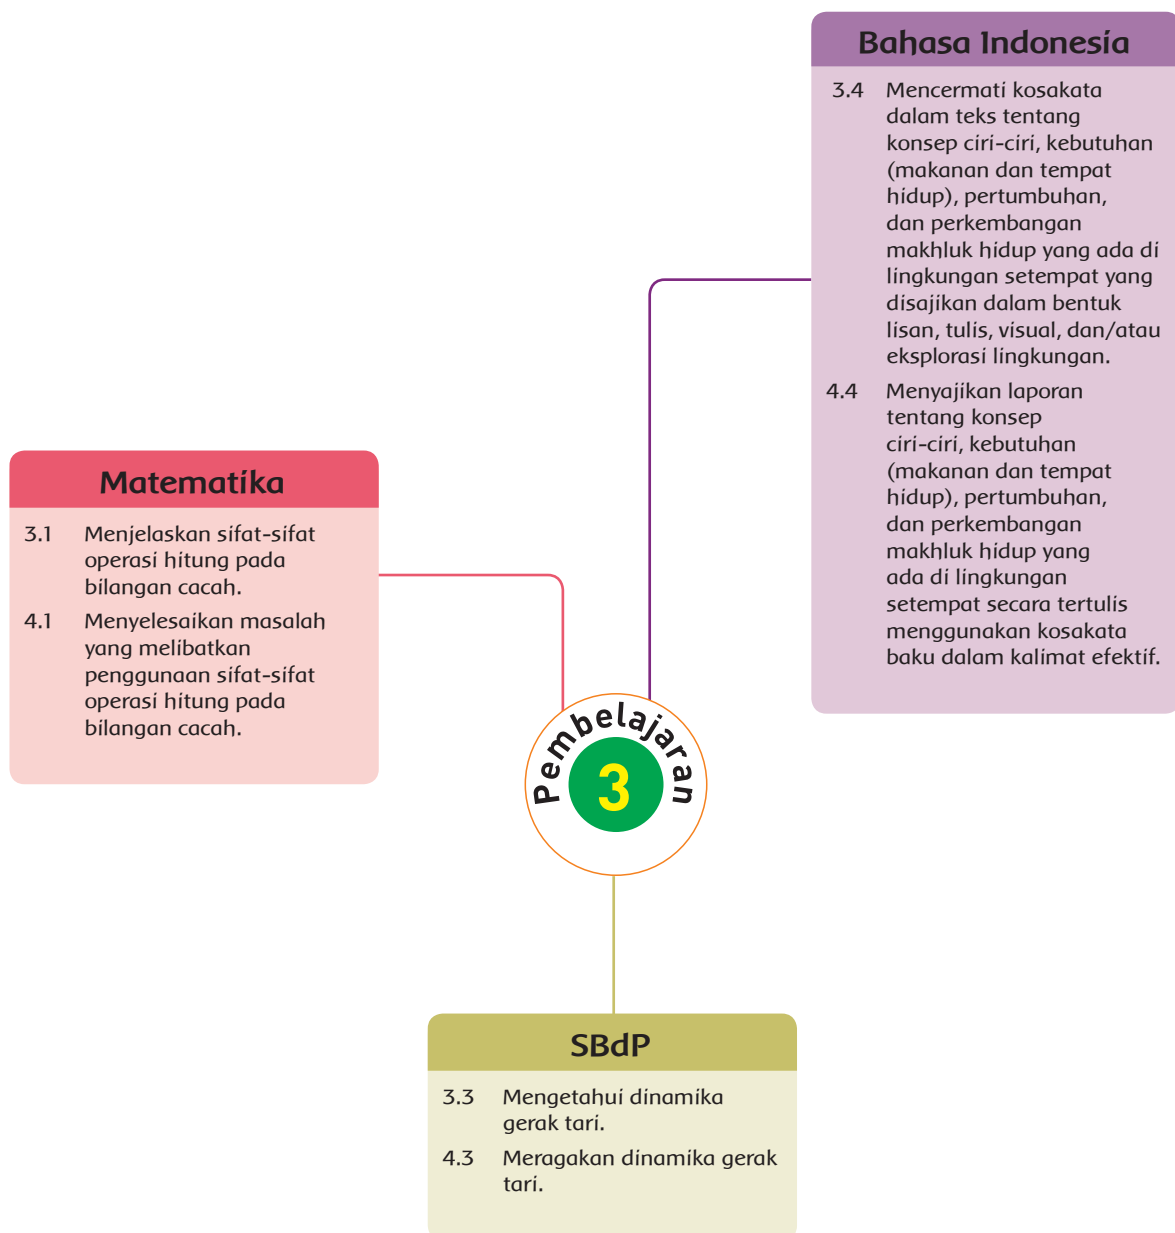 Bahasa Indonesia
3.4 Mencermati kosakata
dalam teks tentang
konsep ciri-ciri, kebutuhan
(makanan dan tempat
hidup), pertumbuhan,
dan perkembangan
makhluk hidup yang ada di
lingkungan setempat yang
disajikan dalam bentuk
lisan, tulis, visual, dan/atau
eksplorasi lingkungan.
4.4 Menyajikan laporan
tentang konsep
ciri-ciri, kebutuhan
(makanan dan tempat
hidup), pertumbuhan,
dan perkembangan
makhluk hidup yang
ada di lingkungan
setempat secara tertulis
menggunakan kosakata
baku dalam kalimat efektif.
Matematika
3.1 Menjelaskan sifat-sifat
operasi hitung pada
bilangan cacah.
4.1 Menyelesaikan masalah
yang melibatkan
penggunaan sifat-sifat
operasi hitung pada
bilangan cacah.
Pembelajaran
3
SBdP
3.3 Mengetahui dinamika
gerak tari.
4.3 Meragakan dinamika gerak
tari.